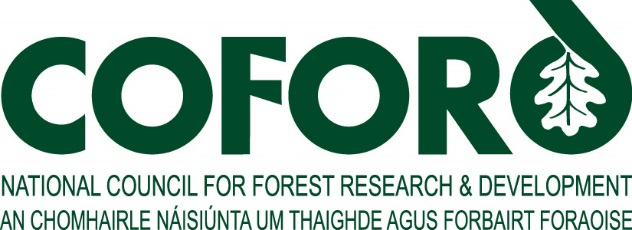 COFORD
NATIONAL COUNCIL FOR FOREST RESEARCH & DEVELOPMENT
AN CHOMHAIRLE NÁISIÚNTA UM THAIGHDE AGUS FORBAIRT FORAOISE